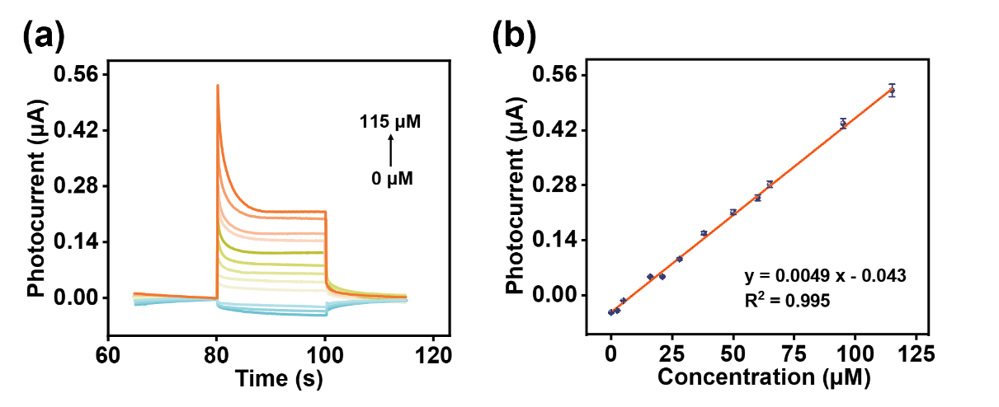 (a)
Photocurrent (μA)
0.56
0.42
0.28
0.14
0.00
115 μM
0 μM
60
80
100
120
Time (s)
(b)
Photocurrent (μA)
0.56
0.42
0.28
0.14
0.00
y = 0.0049 x - 0.043
R² = 0.995
0
25
50
75
100
125
Concentration (μM)